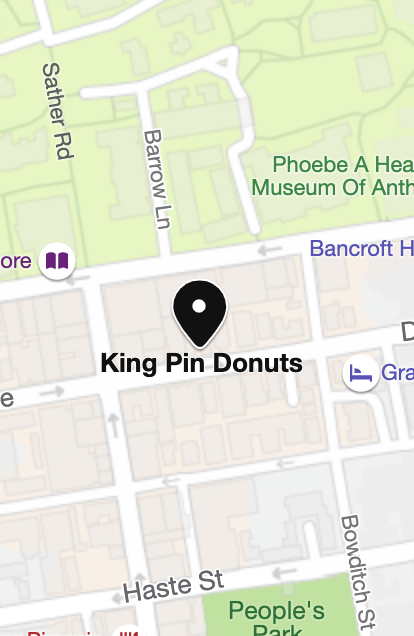 Sather Rd
Barrow Ln
Phoebe A Hea
Museum Of Anth
Bancroft H
ore
King Pin Donuts
D
Gra
e
Haste St
Bowditch St
People's
Park